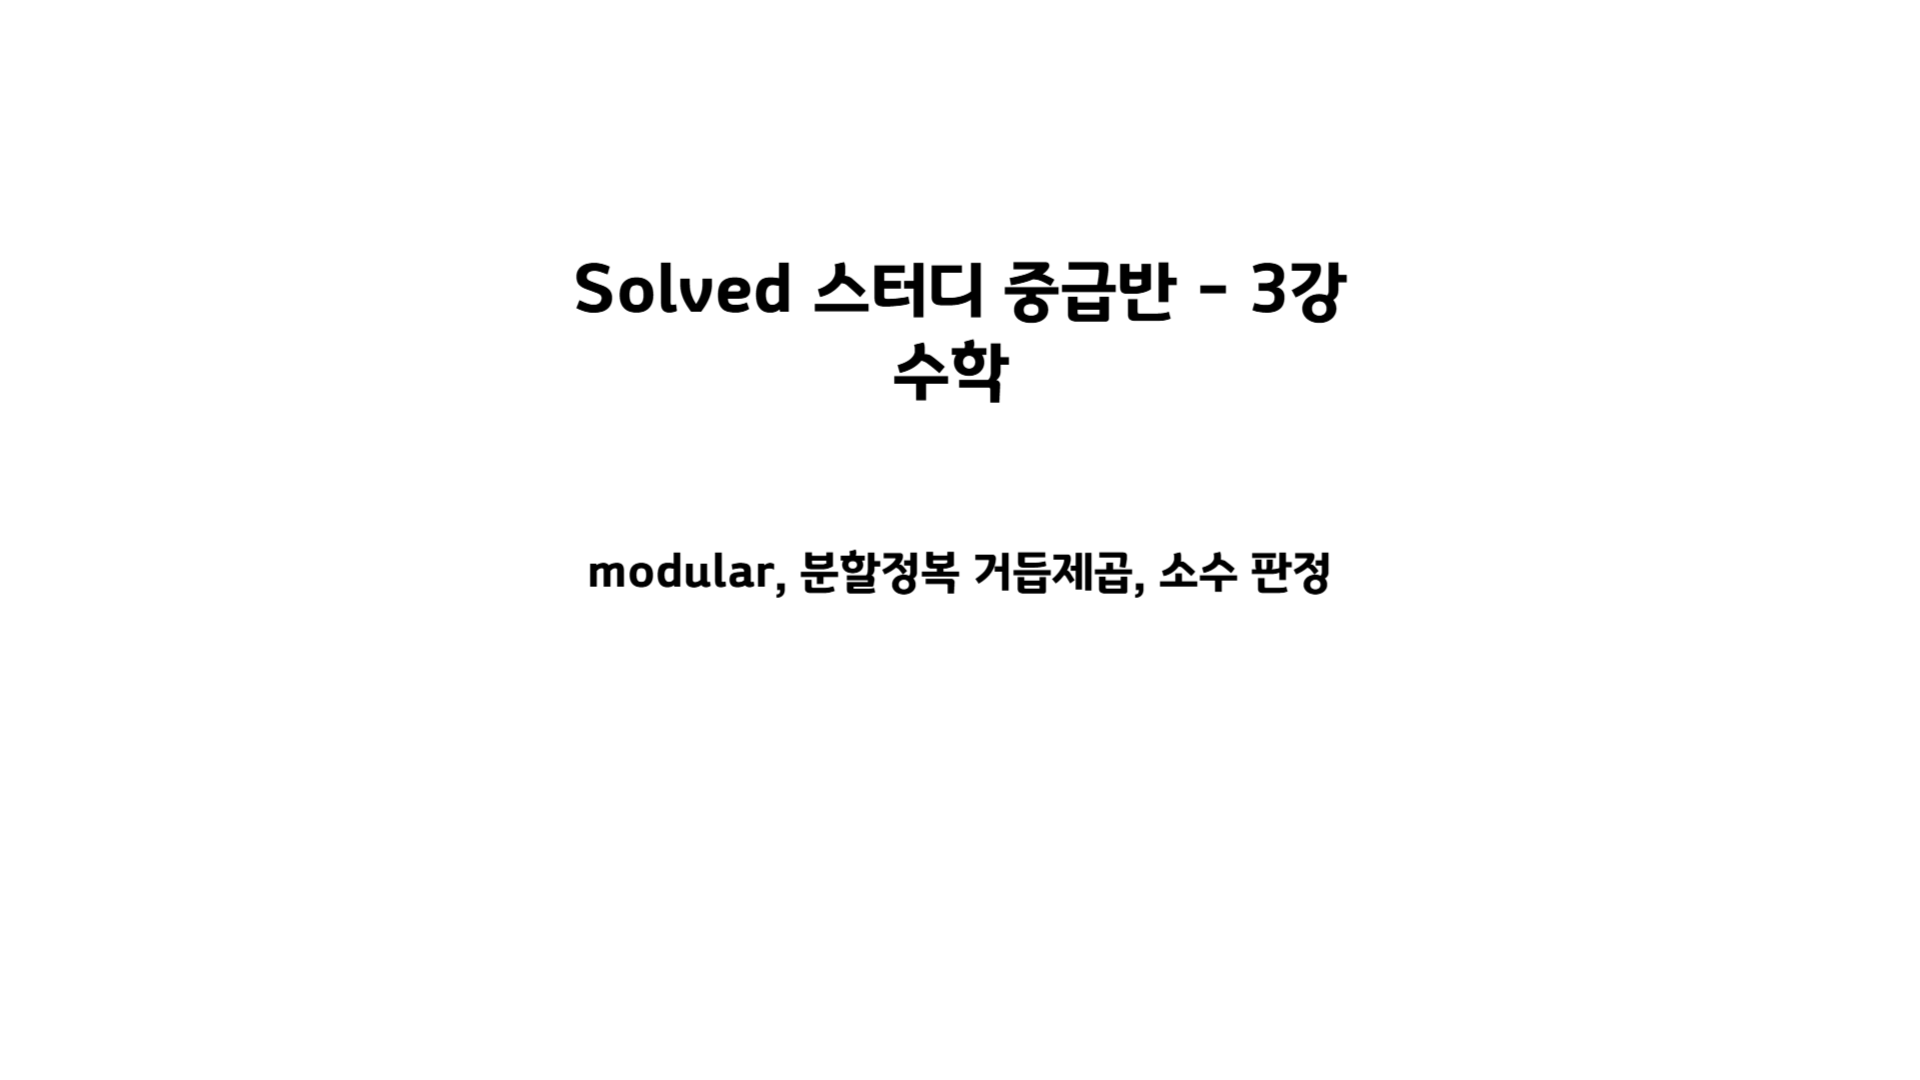 Solved 스터디 중급반 - 3강
수학
modular, 분할정복 거듭제곱, 소수 판정